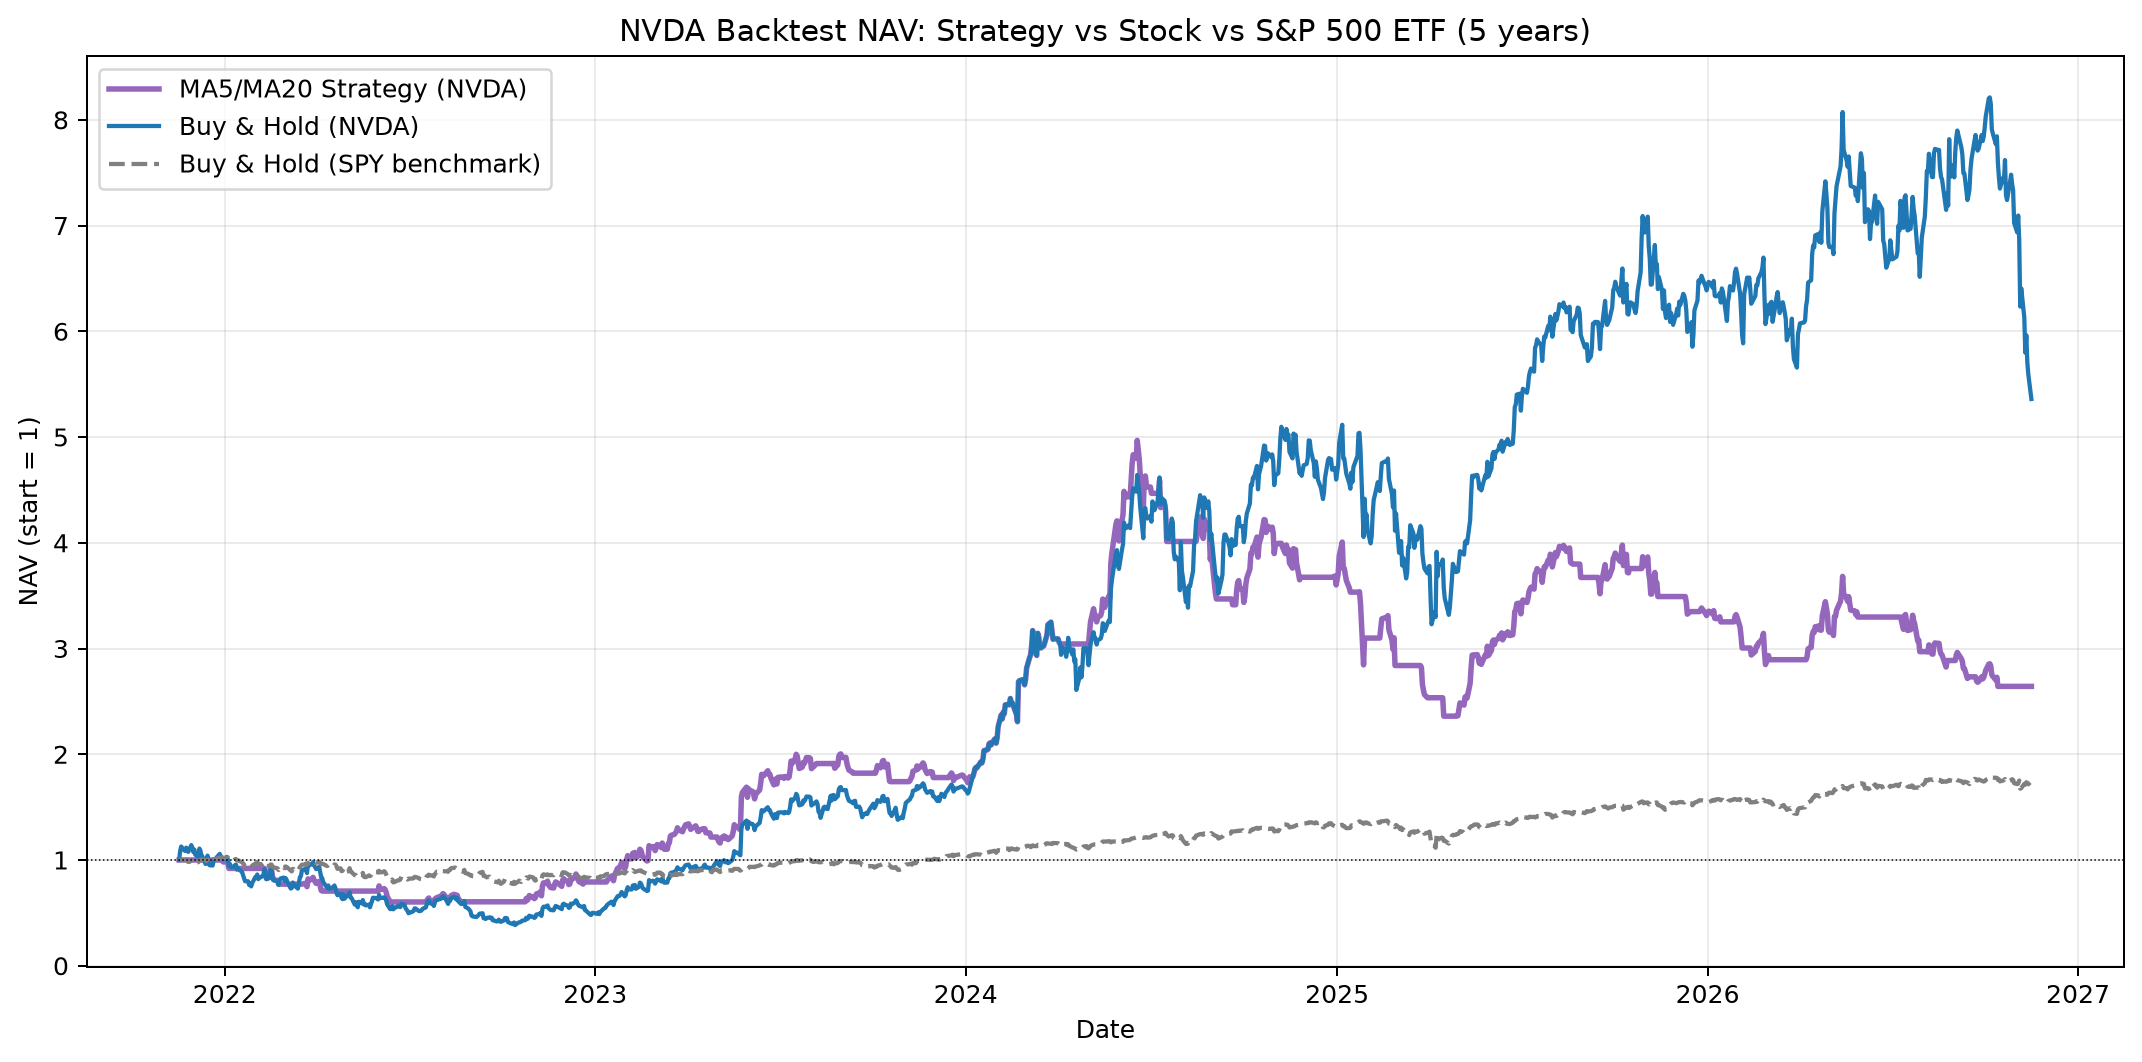 NVDA Backtest NAV: Strategy vs Stock vs S&P 500 ETF (5 years)
MA5/MA20 Strategy (NVDA)
Buy & Hold (NVDA)
Buy & Hold (SPY benchmark)
NAV (start = 1)
8
7
6
5
4
3
2
1
0
2022 2023 2024 2025 2026 2027
Date